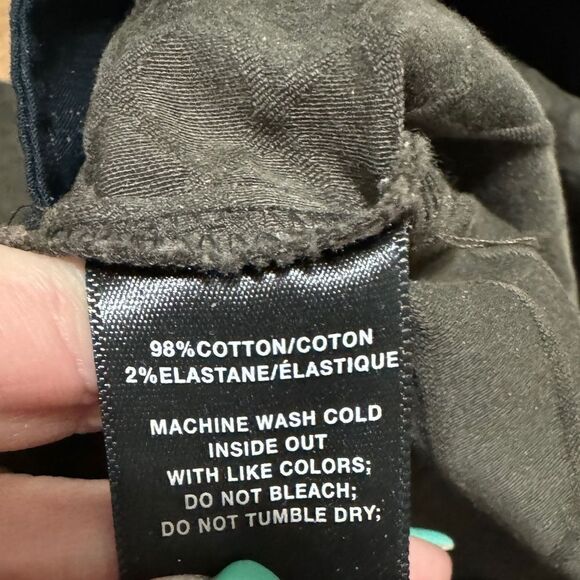 98%COTTON/COTON
2%ELASTANE/ÉLASTIQUE
MACHINE WASH COLD
INSIDE OUT
WITH LIKE COLORS;
DO NOT BLEACH;
DO NOT TUMBLE DRY;